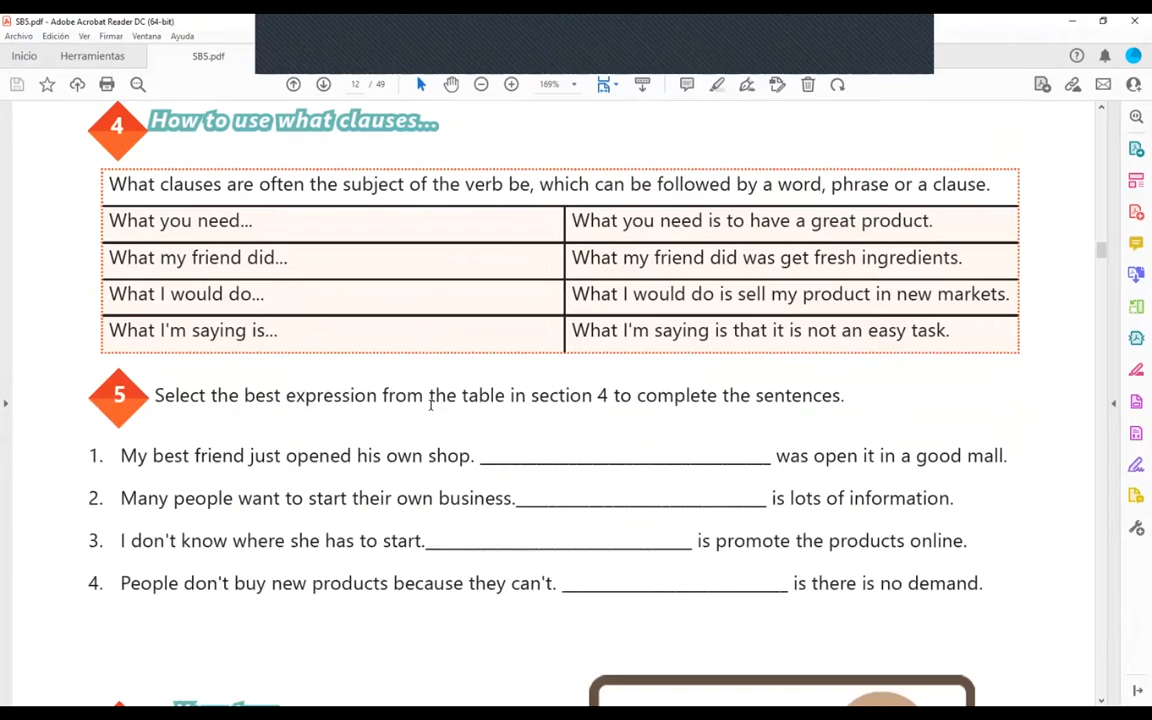 SB5.pdf - Adobe Acrobat Reader DC (64-bit)
Archivo Edición Ver Firmar Ventana Ayuda
Inicio Herramientas SB5.pdf
12 / 49 169%
4 How to use what clauses...
What clauses are often the subject of the verb be, which can be followed by a word, phrase or a clause.
What you need... What you need is to have a great product.
What my friend did... What my friend did was get fresh ingredients.
What I would do... What I would do is sell my product in new markets.
What I'm saying is... What I'm saying is that it is not an easy task.
5 Select the best expression from the table in section 4 to complete the sentences.
1. My best friend just opened his own shop. __________________________ was open it in a good mall.
2. Many people want to start their own business.______________________ is lots of information.
3. I don't know where she has to start.________________________ is promote the products online.
4. People don't buy new products because they can't. ____________________ is there is no demand.